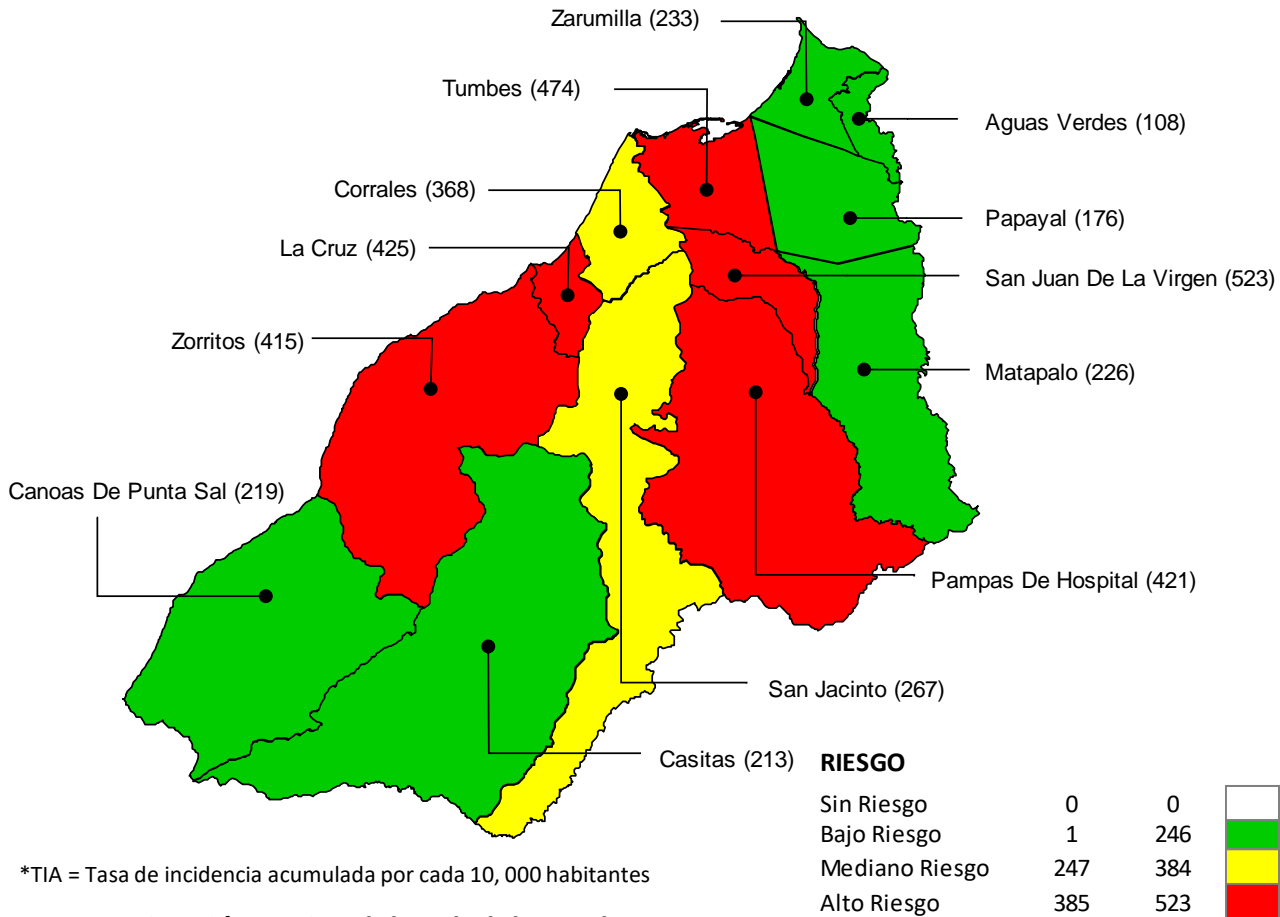 Zarumilla (233)
Tumbes (474)
Aguas Verdes (108)
Corrales (368)
Papayal (176)
La Cruz (425)
San Juan De La Virgen (523)
Zorritos (415)
Matapalo (226)
Canoas De Punta Sal (219)
Pampas De Hospital (421)
San Jacinto (267)
Casitas (213)
RIESGO
Sin Riesgo 0 0
Bajo Riesgo 1 246
Mediano Riesgo 247 384
Alto Riesgo 385 523
*TIA = Tasa de incidencia acumulada por cada 10, 000 habitantes